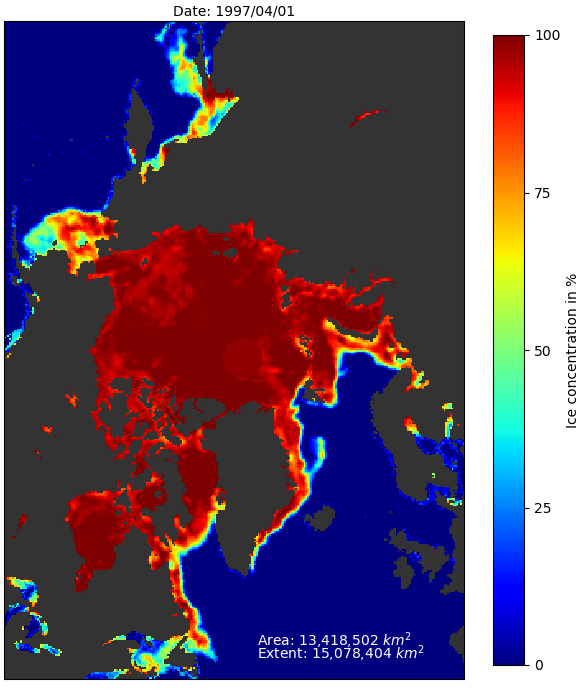 Date: 1997/04/01
100
75
50
25
0
Ice concentration in %
Area: 13,418,502 km²
Extent: 15,078,404 km²